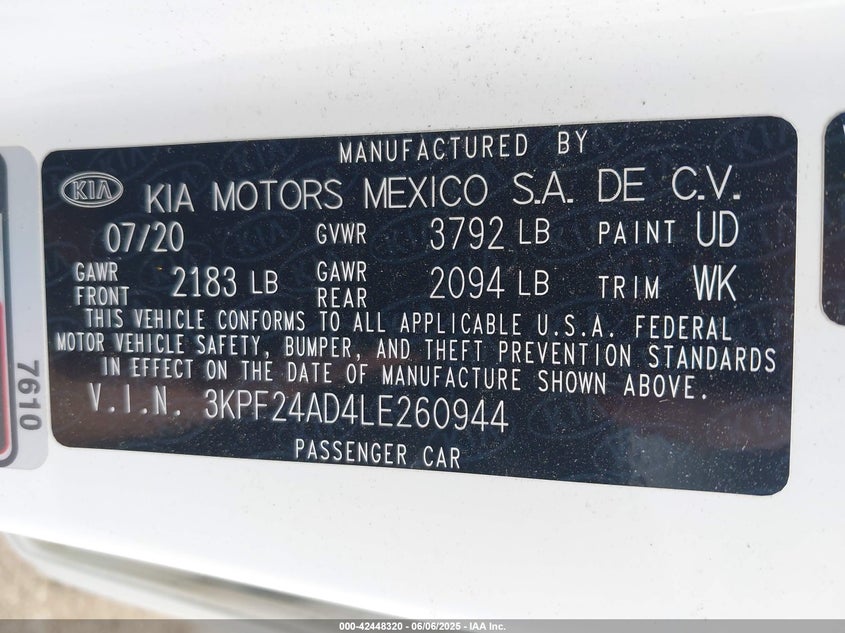 MANUFACTURED BY
KIA KIA MOTORS MEXICO S.A. DE C.V.
07/20 GVWR 3792 LB PAINT UD
GAWR FRONT 2183 LB GAWR REAR 2094 LB TRIM WK
THIS VEHICLE CONFORMS TO ALL APPLICABLE U.S.A. FEDERAL
MOTOR VEHICLE SAFETY, BUMPER, AND THEFT PREVENTION STANDARDS
IN EFFECT ON THE DATE OF MANUFACTURE SHOWN ABOVE.
V.I.N. 3KPF24AD4LE260944
PASSENGER CAR
7610
000-42448320 - 06/06/2025 - IAA Inc.